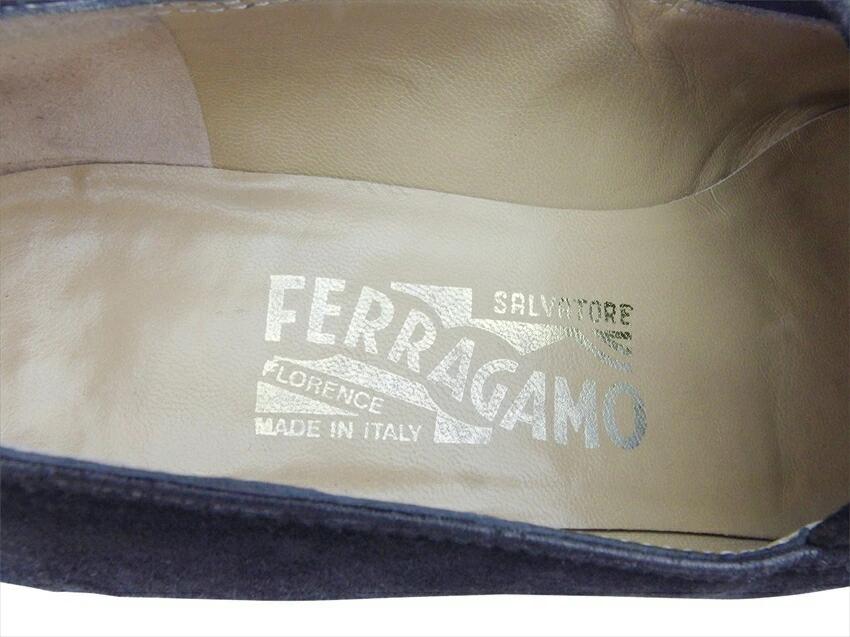 SALVATORE
FERRAGAMO
FLORENCE
MADE IN ITALY